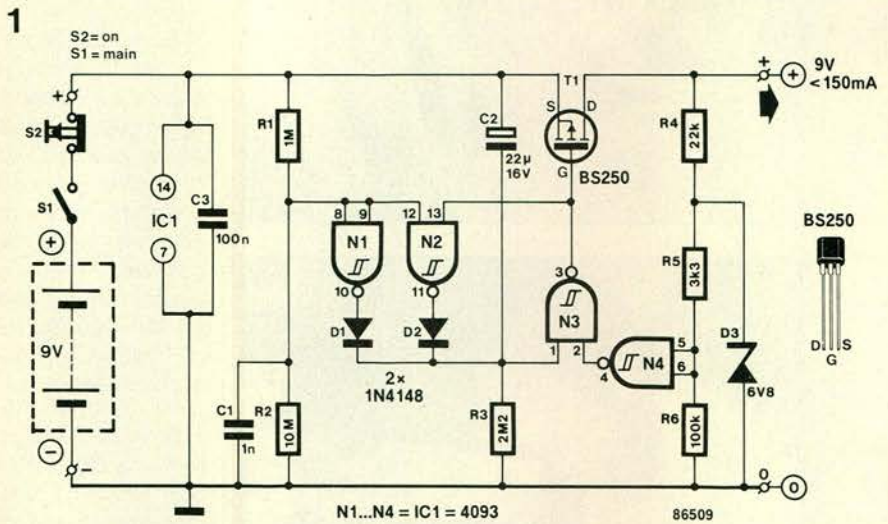 1
S2 = on
S1 = main
+
S2
S1
+
9V
−
−
14
IC1
7
C3
100n
R1
1M
C1
1n
R2
10M
8
9
N1
10
D1
12
13
N2
11
D2
2×
1N4148
C2
22µ
16V
R3
2M2
T1
S
D
G
BS250
3
N3
1
2
4
N4
5
6
R4
22k
R5
3k3
R6
100k
D3
6V8
+
+
9V
<150mA
BS250
D
G
S
0
0
N1...N4 = IC1 = 4093
86509